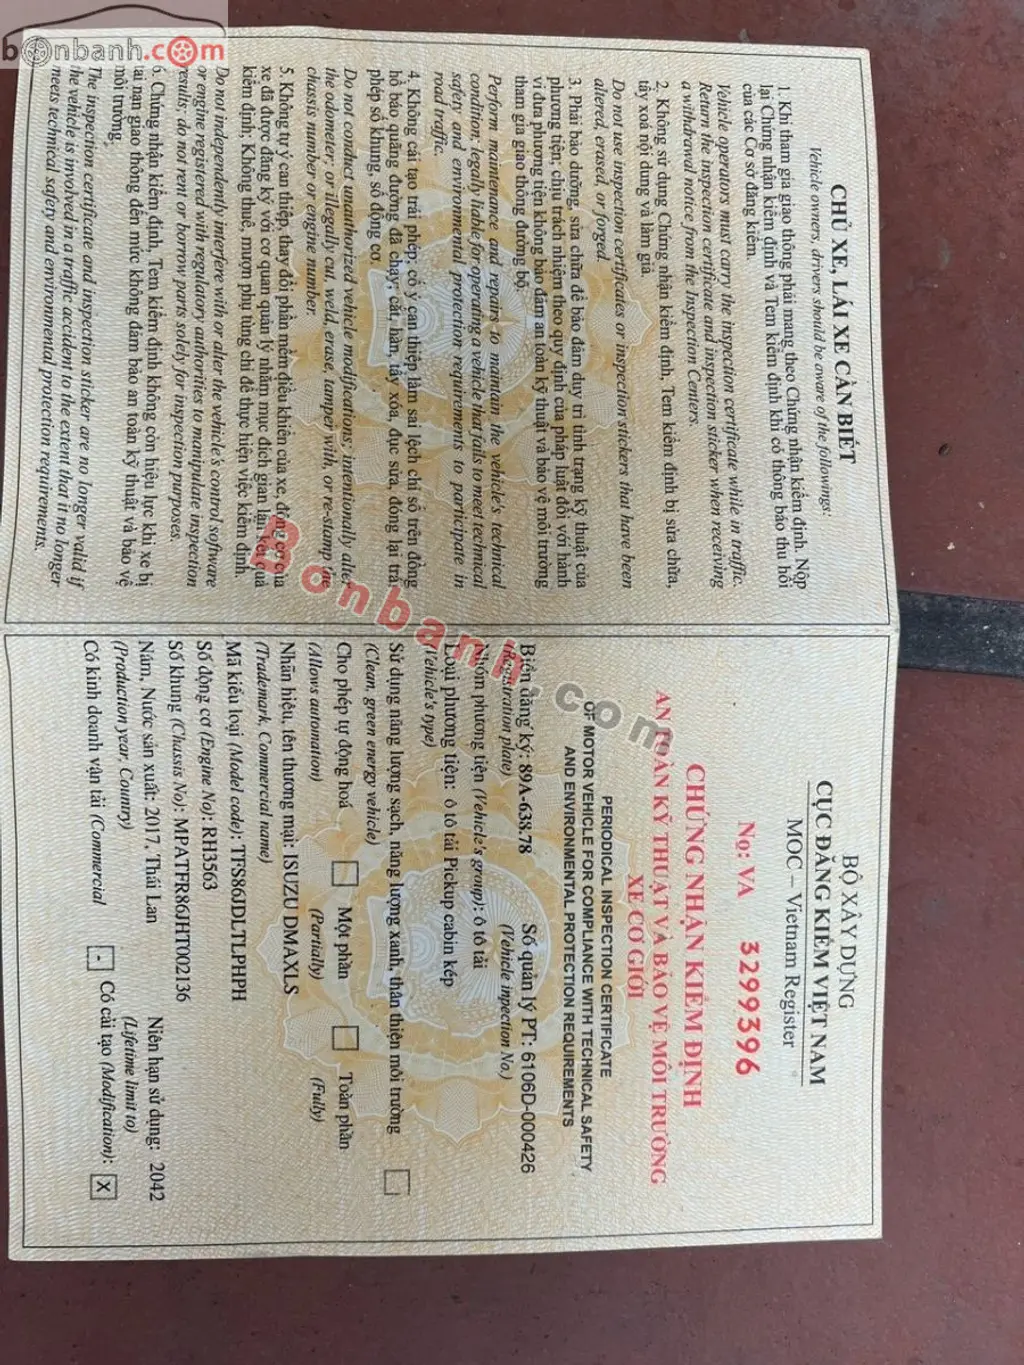 bonbanh.com
CHỦ XE, LÁI XE CẦN BIẾT
Vehicle owners, drivers should be aware of the followings:
1. Khi tham gia giao thông phải mang theo Chứng nhận kiểm định. Nộp
lại Chứng nhận kiểm định và Tem kiểm định khi có thông báo thu hồi
của các Cơ sở đăng kiểm.
Vehicle operators must carry the inspection certificate while in traffic.
Return the inspection certificate and inspection sticker when receiving
a withdrawal notice from the Inspection Centers.
2. Không sử dụng Chứng nhận kiểm định, Tem kiểm định bị sửa chữa,
tẩy xoá nội dung và làm giả.
Do not use inspection certificates or inspection stickers that have been
altered, erased, or forged.
3. Phải bảo dưỡng, sửa chữa để bảo đảm duy trì tình trạng kỹ thuật của
phương tiện; chịu trách nhiệm theo quy định của pháp luật đối với hành
vi đưa phương tiện không bảo đảm an toàn kỹ thuật và bảo vệ môi trường
tham gia giao thông đường bộ.
Perform maintenance and repairs to maintain the vehicle's technical
condition; legally liable for operating a vehicle that fails to meet technical
safety and environmental protection requirements to participate in
road traffic.
4. Không cải tạo trái phép; cố ý can thiệp làm sai lệch chỉ số trên đồng
hồ báo quãng đường đã chạy; cắt, hàn, tẩy xóa, đục sửa, đóng lại trái
phép số khung, số động cơ.
Do not conduct unauthorized vehicle modifications; intentionally alter
the odometer; or illegally cut, weld, erase, tamper with, or re-stamp the
chassis number or engine number.
5. Không tự ý can thiệp, thay đổi phần mềm điều khiển của xe, động cơ của
xe đã được đăng ký với cơ quan quản lý nhằm mục đích gian lận kết quả
kiểm định; Không thuê, mượn phụ tùng chỉ để thực hiện việc kiểm định.
Do not independently interfere with or alter the vehicle's control software
or engine registered with regulatory authorities to manipulate inspection
results; do not rent or borrow parts solely for inspection purposes.
6. Chứng nhận kiểm định, Tem kiểm định không còn hiệu lực khi xe bị
tai nạn giao thông đến mức không đảm bảo an toàn kỹ thuật và bảo vệ
môi trường.
The inspection certificate and inspection sticker are no longer valid if
the vehicle is involved in a traffic accident to the extent that it no longer
meets technical safety and environmental protection requirements.
BỘ XÂY DỰNG
CỤC ĐĂNG KIỂM VIỆT NAM
MOC – Vietnam Register
No: VA 3299396
CHỨNG NHẬN KIỂM ĐỊNH
AN TOÀN KỸ THUẬT VÀ BẢO VỆ MÔI TRƯỜNG
XE CƠ GIỚI
PERIODICAL INSPECTION CERTIFICATE
OF MOTOR VEHICLE FOR COMPLIANCE WITH TECHNICAL SAFETY
AND ENVIRONMENTAL PROTECTION REQUIREMENTS
Biển đăng ký: 89A-638.78 Số quản lý PT: 6106D-000426
(Registration plate) (Vehicle inpection No.)
Nhóm phương tiện (Vehicle's group): ô tô tải
Loại phương tiện: ô tô tải Pickup cabin kép
(Vehicle's type)
Sử dụng năng lượng sạch, năng lượng xanh, thân thiện môi trường
(Clean, green energy vehicle)
Cho phép tự động hoá Một phần Toàn phần
(Allows automation) (Partially) (Fully)
Nhãn hiệu, tên thương mại: ISUZU DMAXLS
(Trademark, Commercial name)
Mã kiểu loại (Model code): TFS86JDLTLPHPH
Số động cơ (Engine No): RH3563
Số khung (Chassis No): MPATFR86JHT002136
Năm, Nước sản xuất: 2017, Thái Lan Niên hạn sử dụng: 2042
(Production year, Country) (Lifetime limit to)
Có kinh doanh vận tải (Commercial - Có cải tạo (Modification): X
Bonbanh.com